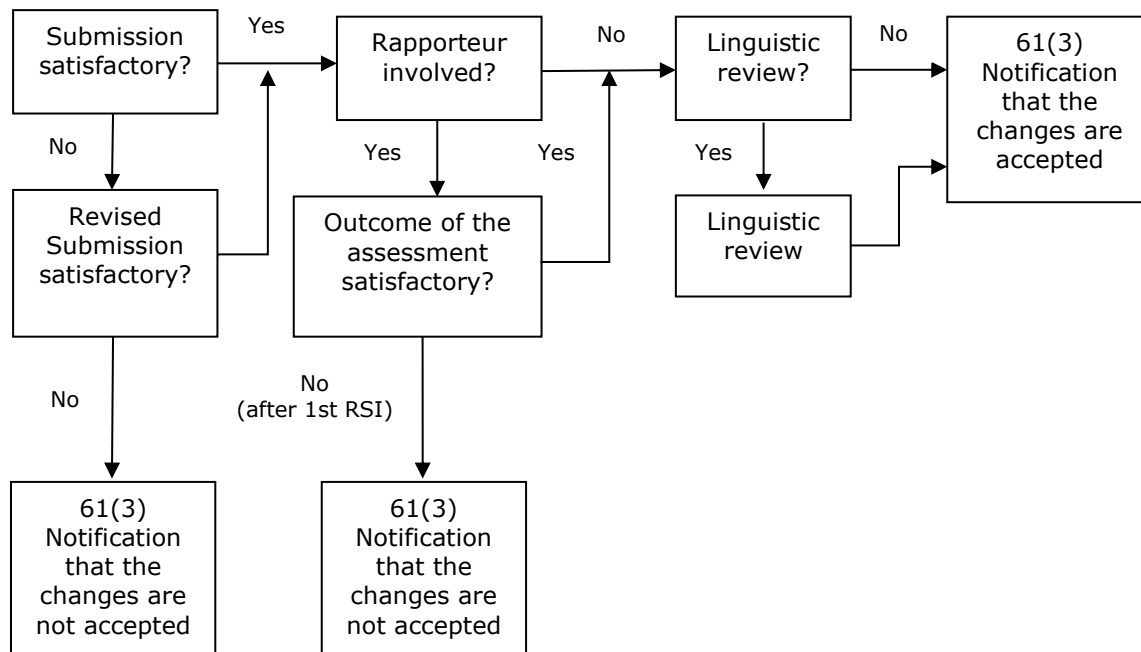 Submission
satisfactory?
Yes
Rapporteur
involved?
No
Linguistic
review?
No
61(3)
Notification
that the
changes are
accepted
No
Yes
Yes
Yes
Revised
Submission
satisfactory?
Outcome of the
assessment
satisfactory?
Linguistic
review
No
No
(after 1st RSI)
61(3)
Notification
that the
changes are
not accepted
61(3)
Notification
that the
changes are
not accepted